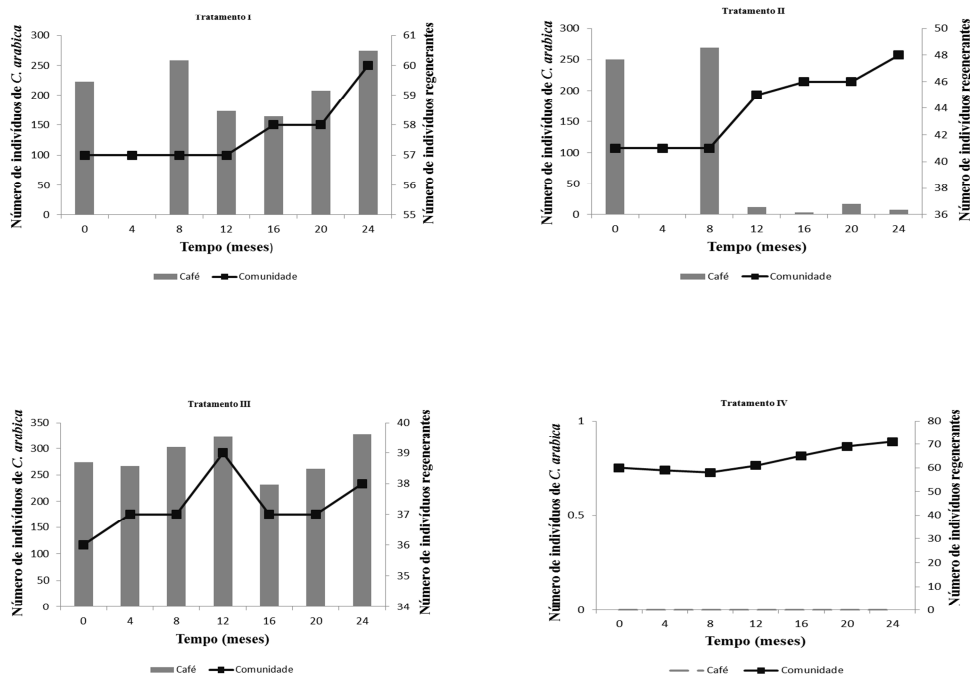 Tratamento I
Número de indivíduos de C. arabica
300
250
200
150
100
50
0
61
60
59
58
57
56
55
Número de indivíduos regenerantes
0 4 8 12 16 20 24
Tempo (meses)
Café Comunidade
Tratamento II
Número de indivíduos de C. arabica
300
250
200
150
100
50
0
50
48
46
44
42
40
38
36
Número de indivíduos regenerantes
0 4 8 12 16 20 24
Tempo (meses)
Café Comunidade
Tratamento III
Número de indivíduos de C. arabica
350
300
250
200
150
100
50
0
40
39
38
37
36
35
34
Número de indivíduos regenerantes
0 4 8 12 16 20 24
Tempo (meses)
Café Comunidade
Tratamento IV
Número de indivíduos de C. arabica
1
0.5
0
80
70
60
50
40
30
20
10
0
Número de indivíduos regenerantes
0 4 8 12 16 20 24
Tempo (meses)
Café Comunidade